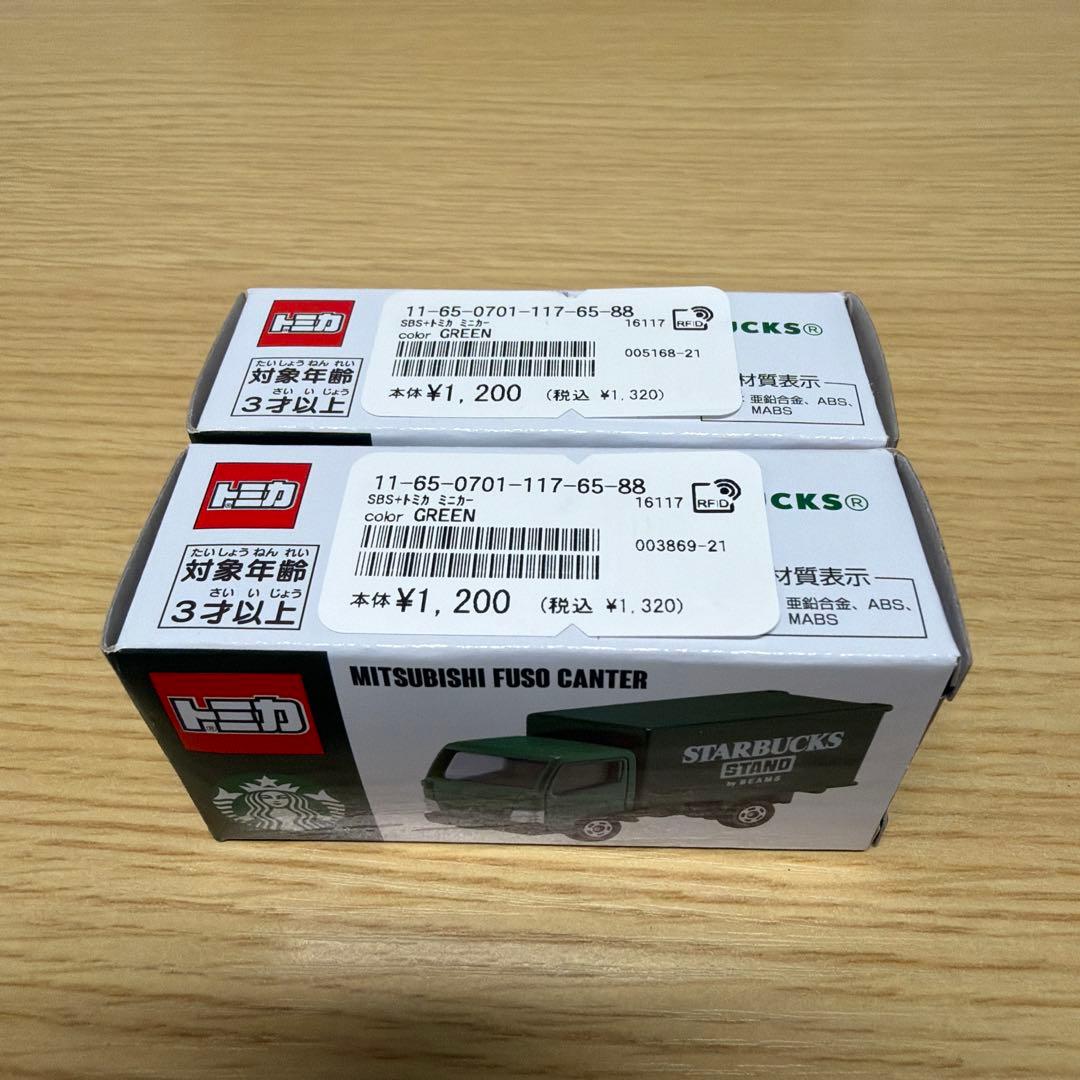 トミカ
たいしょう ねん れい
対象年齢
さい い じょう
3才以上
11-65-0701-117-65-88
SBS+トミカ ミニカー
16117 RFID
color GREEN
005168-21
本体 ¥1,200 (税込 ¥1,320)
UCKS®
材質表示
亜鉛合金、ABS、
MABS
トミカ
たいしょう ねん れい
対象年齢
さい い じょう
3才以上
11-65-0701-117-65-88
SBS+トミカ ミニカー
16117 RFID
color GREEN
003869-21
本体 ¥1,200 (税込 ¥1,320)
CKS®
材質表示
亜鉛合金、ABS、
MABS
トミカ
MITSUBISHI FUSO CANTER
STARBUCKS
STAND
by BEAMS